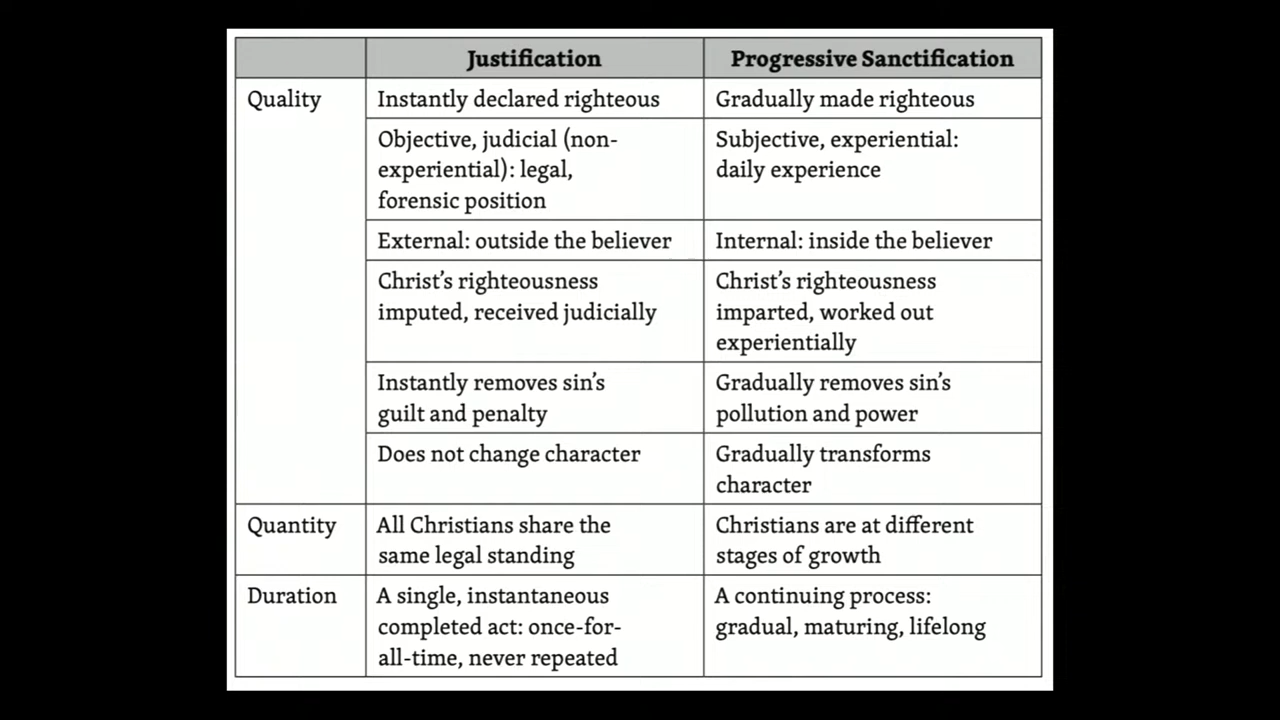 Justification
Progressive Sanctification
Quality
Instantly declared righteous
Gradually made righteous
Objective, judicial (non-
experiential): legal,
forensic position
Subjective, experiential:
daily experience
External: outside the believer
Internal: inside the believer
Christ’s righteousness
imputed, received judicially
Christ’s righteousness
imparted, worked out
experientially
Instantly removes sin’s
guilt and penalty
Gradually removes sin’s
pollution and power
Does not change character
Gradually transforms
character
Quantity
All Christians share the
same legal standing
Christians are at different
stages of growth
Duration
A single, instantaneous
completed act: once-for-
all-time, never repeated
A continuing process:
gradual, maturing, lifelong